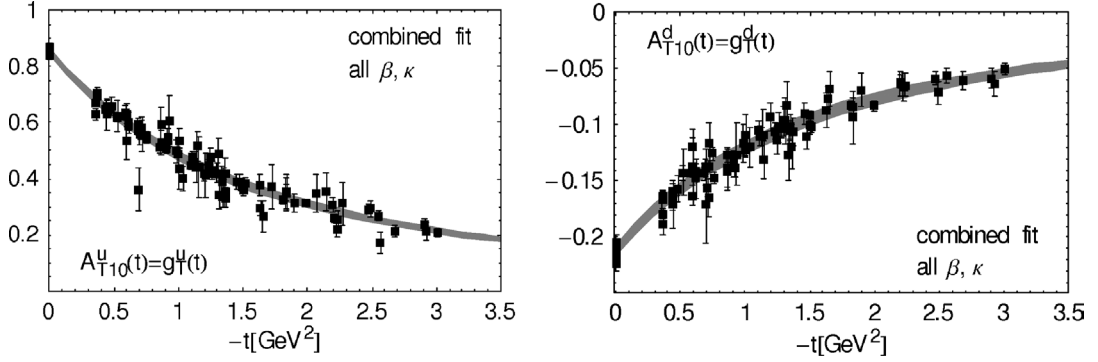 1
0.8
0.6
0.4
0.2
combined fit
all β, κ
A^u_T10(t)=g^u_T(t)
0 0.5 1 1.5 2 2.5 3 3.5
−t[GeV²]
−0
−0.05
−0.1
−0.15
−0.2
A^d_T10(t)=g^d_T(t)
combined fit
all β, κ
0 0.5 1 1.5 2 2.5 3 3.5
−t[GeV²]